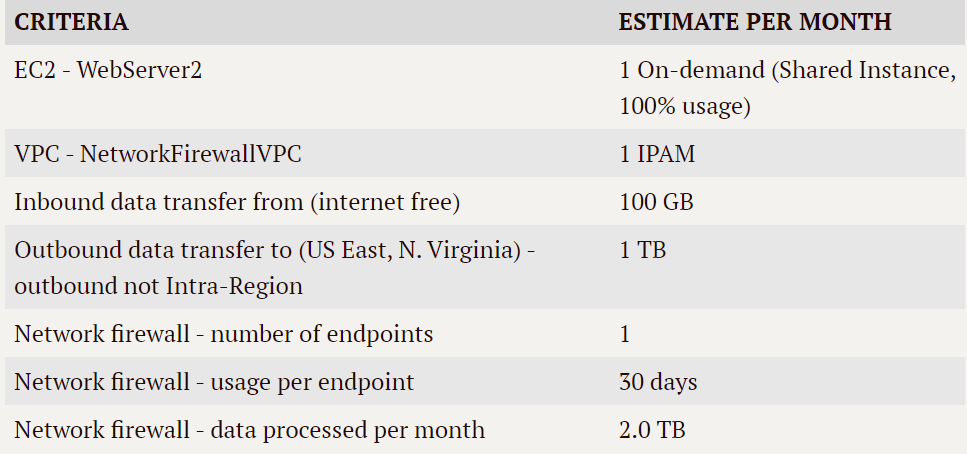 CRITERIA ESTIMATE PER MONTH
EC2 - WebServer2 1 On-demand (Shared Instance,
100% usage)
VPC - NetworkFirewallVPC 1 IPAM
Inbound data transfer from (internet free) 100 GB
Outbound data transfer to (US East, N. Virginia) - 1 TB
outbound not Intra-Region
Network firewall - number of endpoints 1
Network firewall - usage per endpoint 30 days
Network firewall - data processed per month 2.0 TB